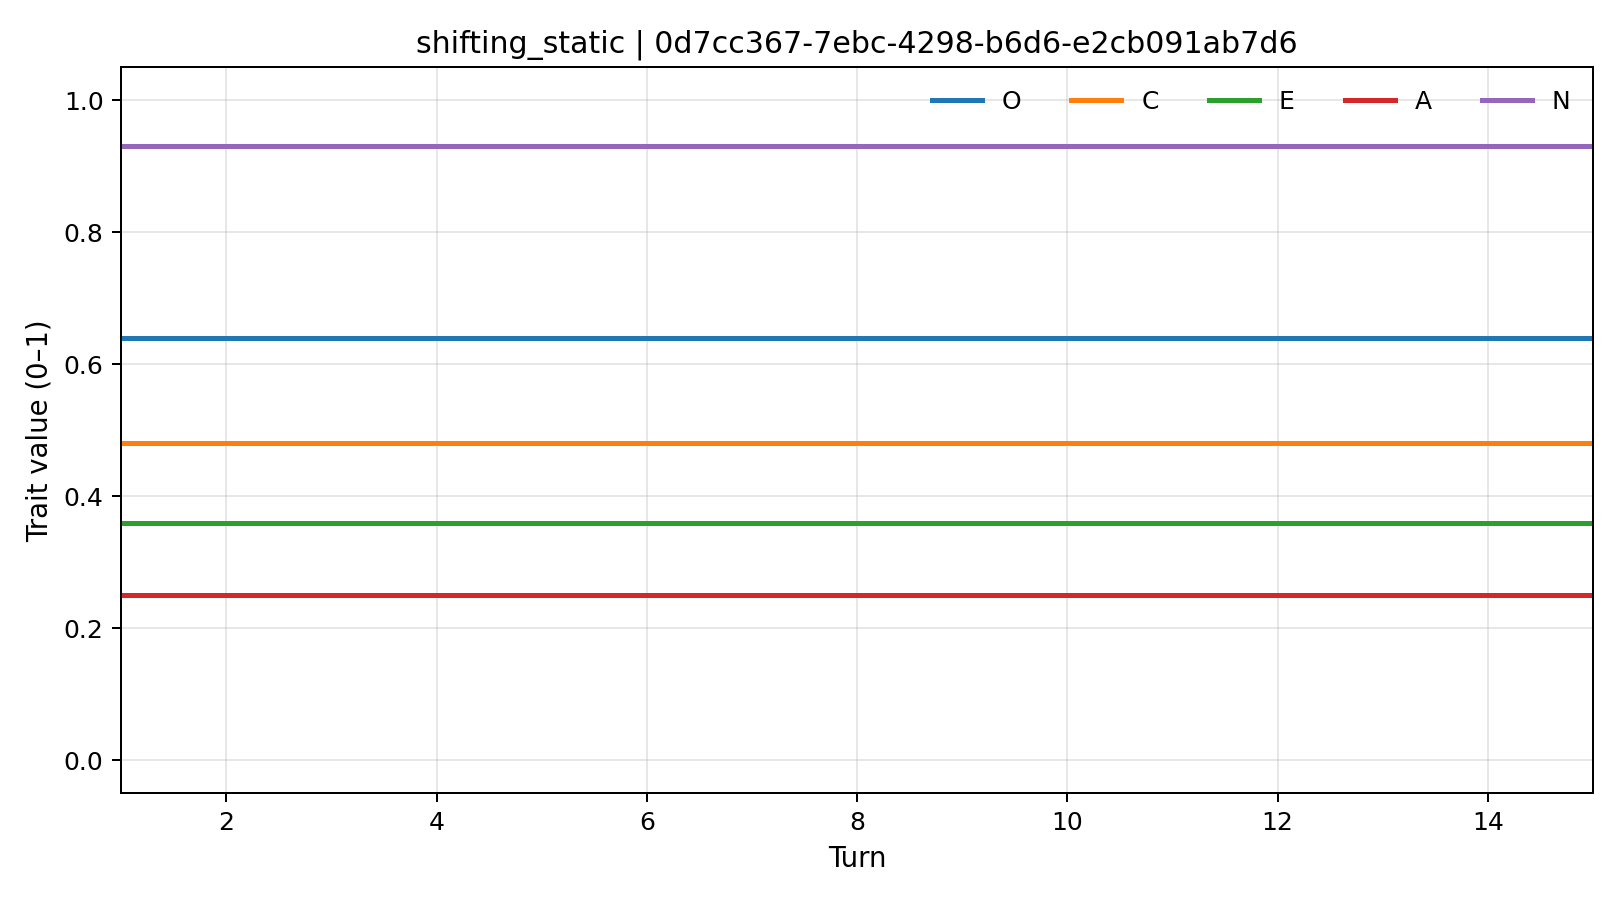 shifting_static | 0d7cc367-7ebc-4298-b6d6-e2cb091ab7d6
O C E A N
1.0
0.8
0.6
0.4
0.2
0.0
Trait value (0–1)
2 4 6 8 10 12 14
Turn